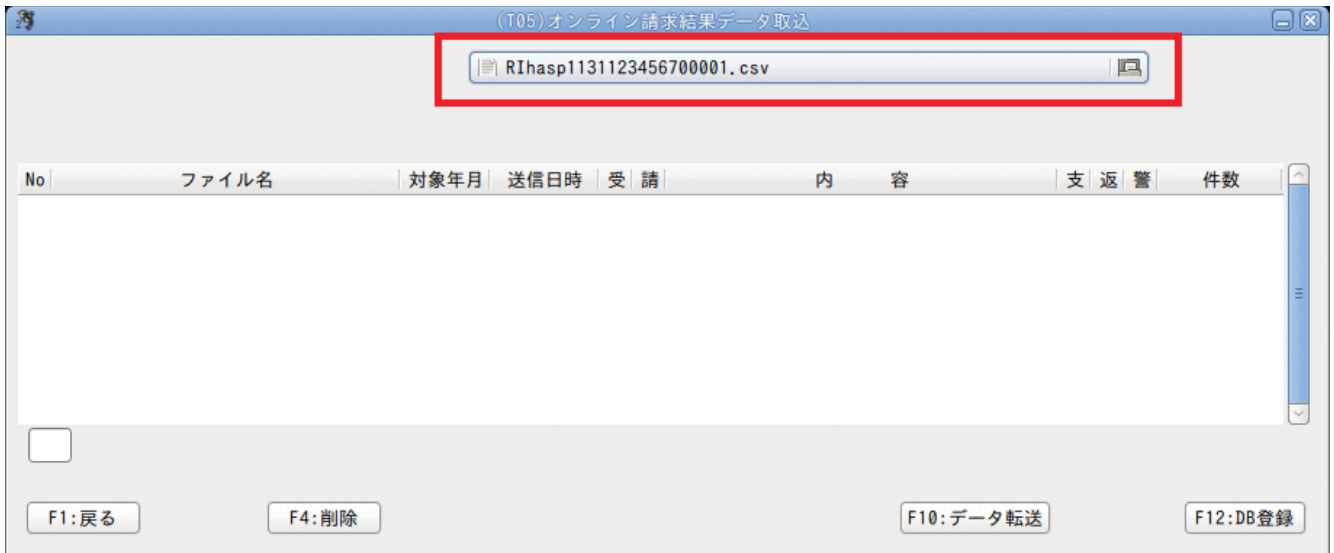 (T05)オンライン請求結果データ取込
RIhasp1131123456700001.csv
No ファイル名 対象年月 送信日時 受 請 内 容 支 返 警 件数
F1:戻る F4:削除 F10:データ転送 F12:DB登録